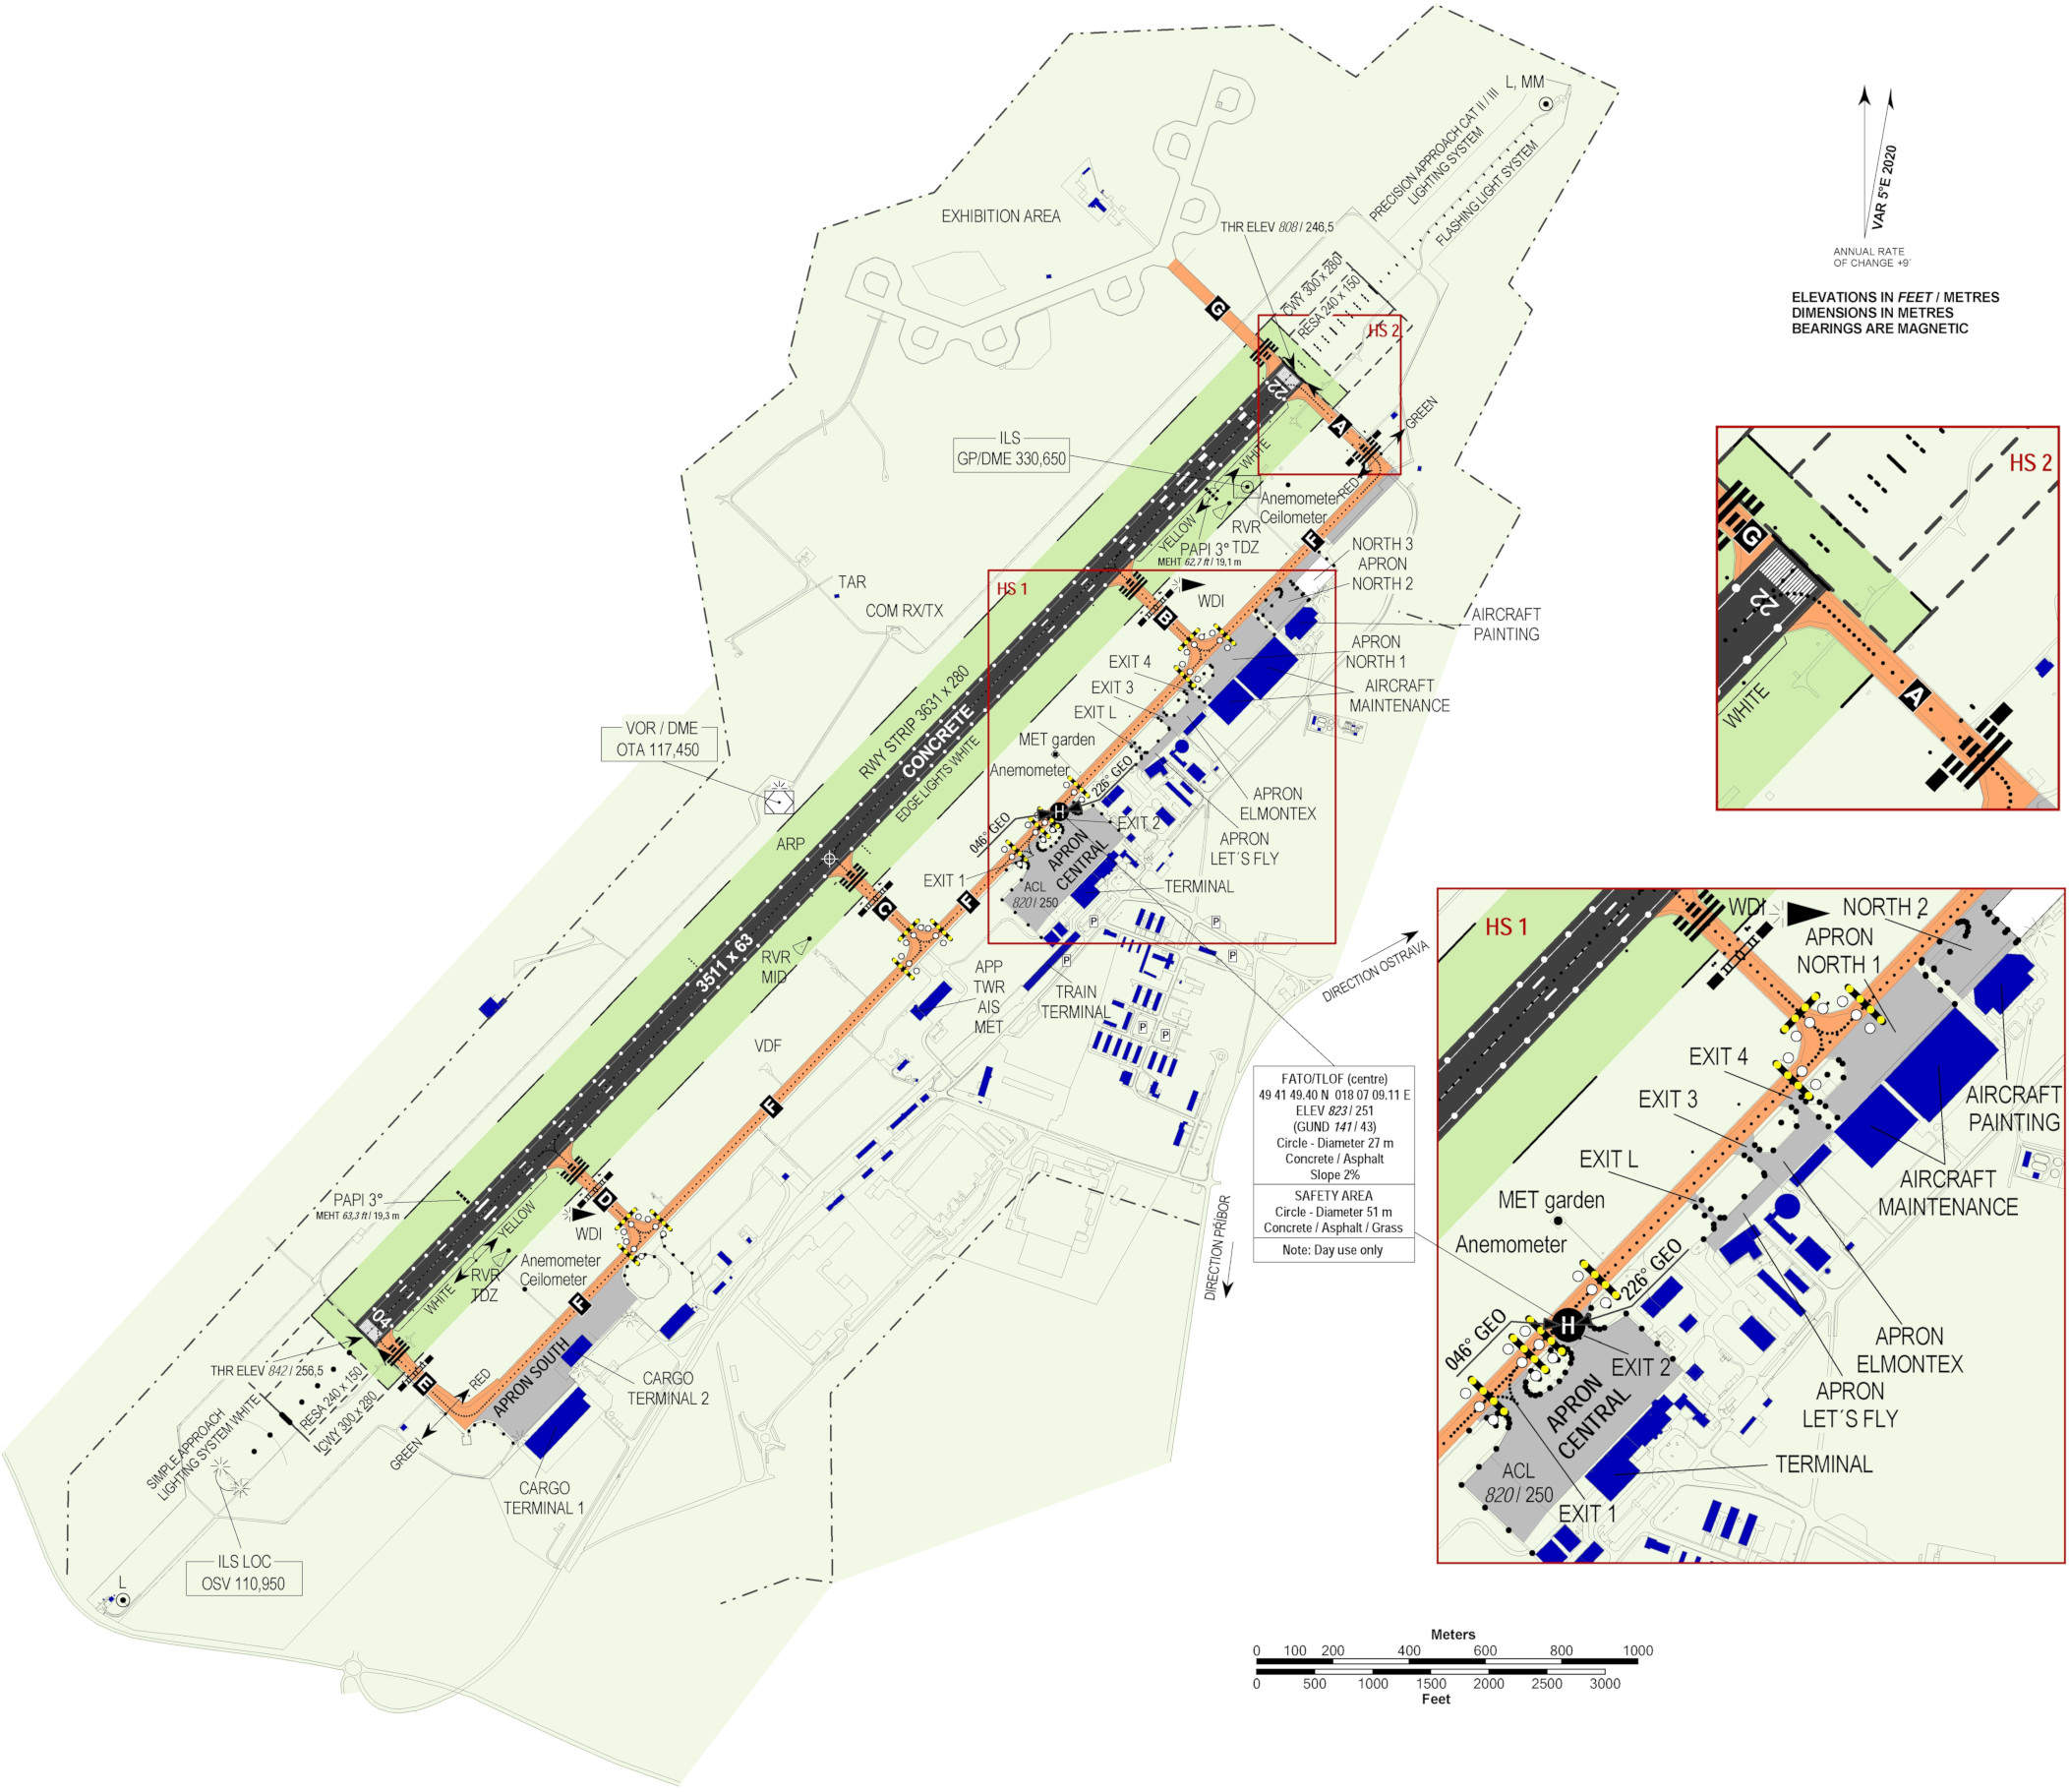 L, MM
PRECISION APPROACH CAT II / III
LIGHTING SYSTEM
FLASHING LIGHT SYSTEM
VAR 5°E 2020
ANNUAL RATE
OF CHANGE +9'
ELEVATIONS IN FEET / METRES
DIMENSIONS IN METRES
BEARINGS ARE MAGNETIC
EXHIBITION AREA
THR ELEV 808 / 246,5
CWY 300 x 280
RESA 240 x 150
G
HS 2
22
A
GREEN
WHITE
RED
ILS
GP/DME 330,650
Anemometer
Ceilometer
YELLOW
RVR
TDZ
PAPI 3°
MEHT 62,7 ft / 19,1 m
F
NORTH 3
APRON
NORTH 2
TAR
COM RX/TX
HS 1
WDI
B
AIRCRAFT
PAINTING
APRON
NORTH 1
EXIT 4
EXIT 3
EXIT L
AIRCRAFT
MAINTENANCE
RWY STRIP 3631 x 280
CONCRETE
EDGE LIGHTS WHITE
VOR / DME
OTA 117,450
MET garden
Anemometer
226° GEO
H
046° GEO
EXIT 2
APRON
ELMONTEX
APRON
LET´S FLY
ARP
APRON
CENTRAL
EXIT 1
ACL
820 / 250
TERMINAL
C
F
P
P
P
P
P
P
3511 x 63
RVR
MID
APP
TWR
AIS
MET
TRAIN
TERMINAL
DIRECTION OSTRAVA
VDF
F
FATO/TLOF (centre)
49 41 49.40 N 018 07 09.11 E
ELEV 823 / 251
(GUND 141 / 43)
Circle - Diameter 27 m
Concrete / Asphalt
Slope 2%
SAFETY AREA
Circle - Diameter 51 m
Concrete / Asphalt / Grass
Note: Day use only
DIRECTION PŘÍBOR
PAPI 3°
MEHT 63,3 ft / 19,3 m
D
WDI
YELLOW
WHITE
RVR
TDZ
Anemometer
Ceilometer
F
04
THR ELEV 842 / 256,5
RESA 240 x 150
CWY 300 x 280
E
RED
GREEN
APRON SOUTH
CARGO
TERMINAL 2
CARGO
TERMINAL 1
SIMPLE APPROACH
LIGHTING SYSTEM WHITE
ILS LOC
OSV 110,950
L
HS 2
G
22
WHITE
A
HS 1
WDI
NORTH 2
APRON
NORTH 1
EXIT 4
EXIT 3
EXIT L
AIRCRAFT
PAINTING
AIRCRAFT
MAINTENANCE
MET garden
Anemometer
226° GEO
046° GEO
H
EXIT 2
APRON
ELMONTEX
APRON
LET´S FLY
APRON
CENTRAL
TERMINAL
ACL
820 / 250
EXIT 1
Meters
0 100 200 400 600 800 1000
0 500 1000 1500 2000 2500 3000
Feet